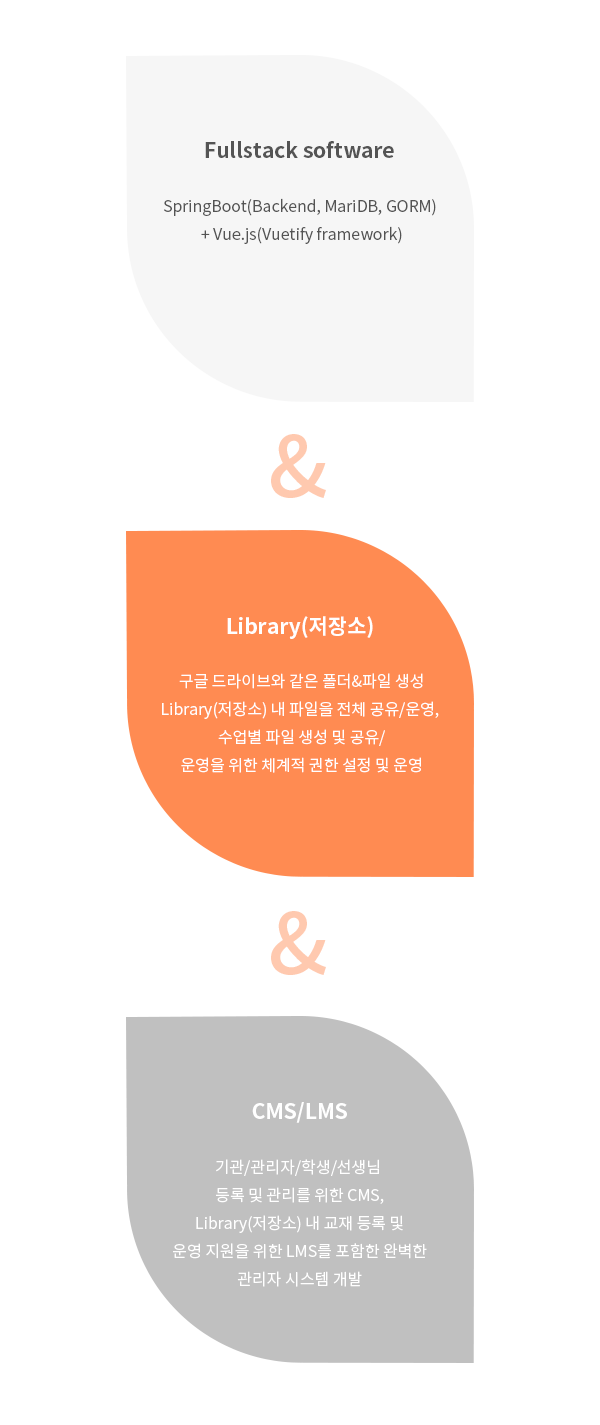 Fullstack software
SpringBoot(Backend, MariDB, GORM)
+ Vue.js(Vuetify framework)
&
Library(저장소)
구글 드라이브와 같은 폴더&파일 생성
Library(저장소) 내 파일을 전체 공유/운영,
수업별 파일 생성 및 공유/
운영을 위한 체계적 권한 설정 및 운영
&
CMS/LMS
기관/관리자/학생/선생님
등록 및 관리를 위한 CMS,
Library(저장소) 내 교재 등록 및
운영 지원을 위한 LMS를 포함한 완벽한
관리자 시스템 개발